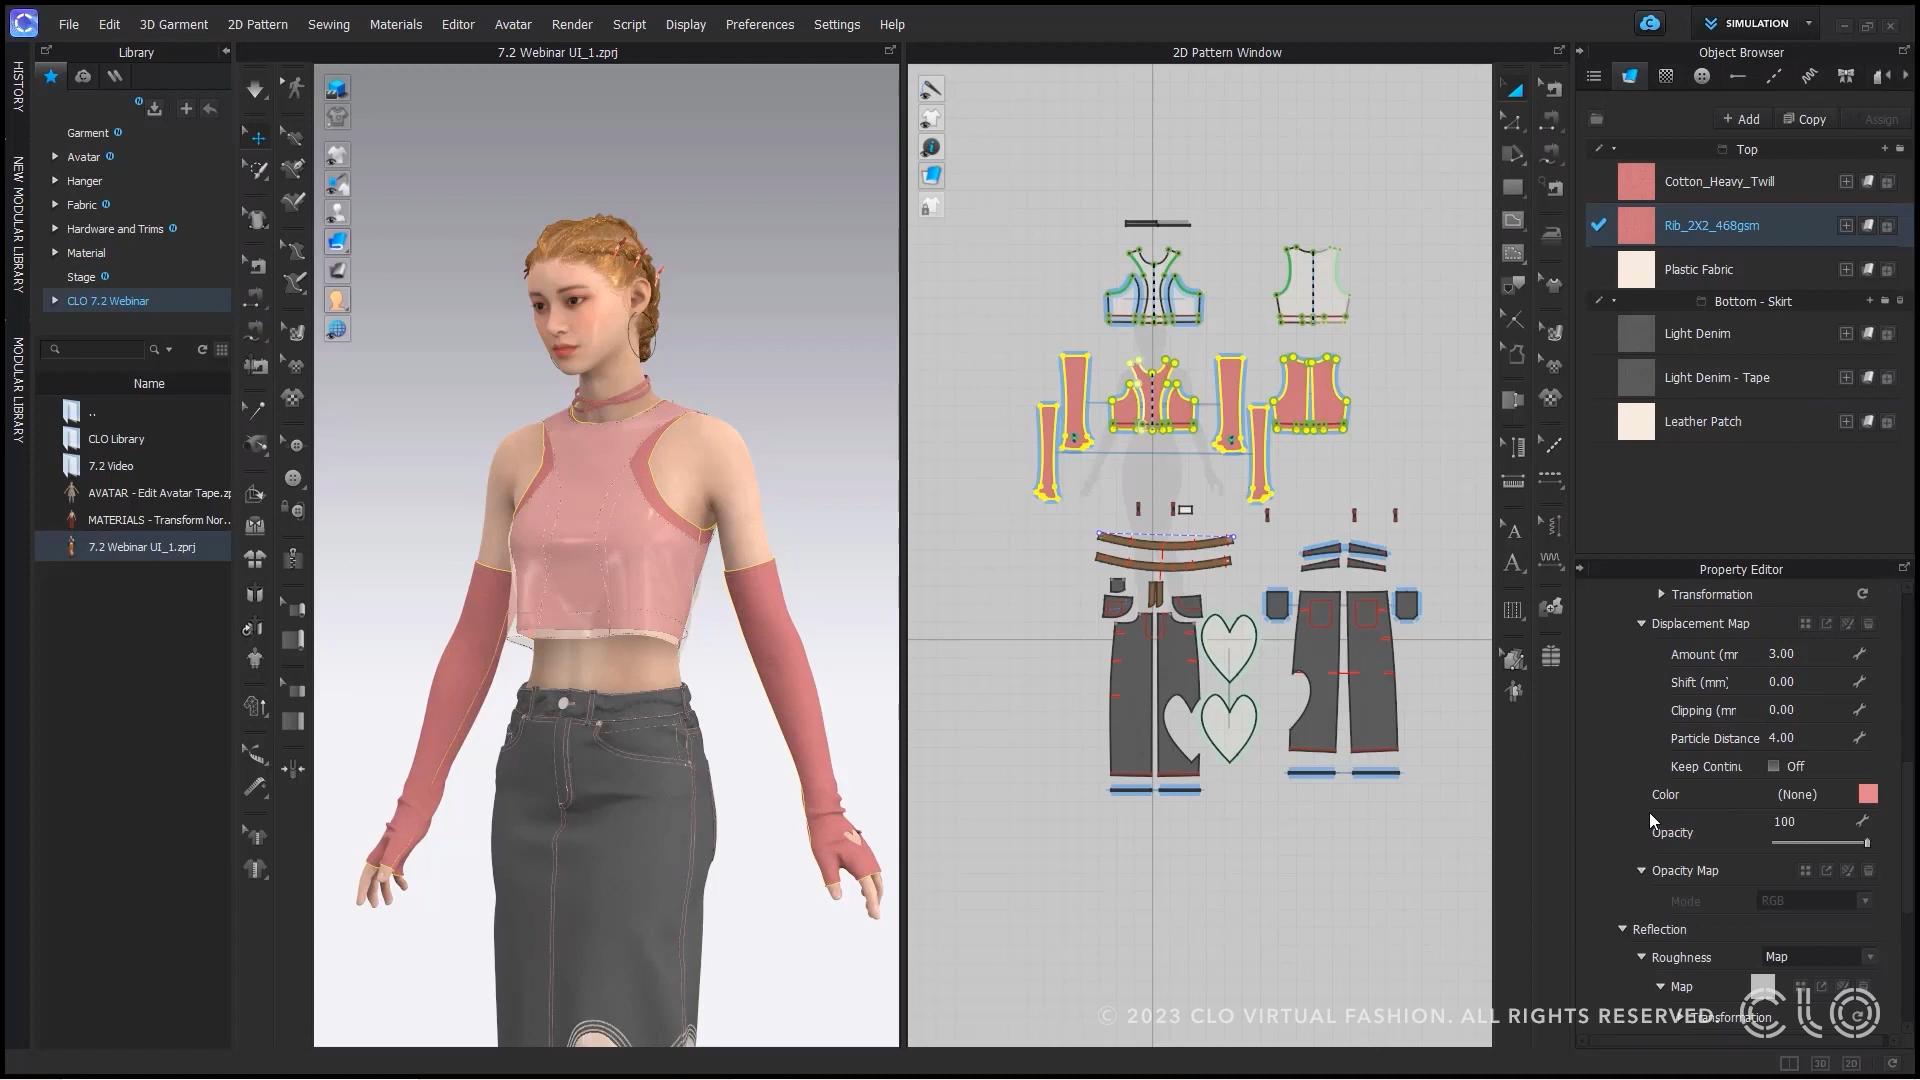 File Edit 3D Garment 2D Pattern Sewing Materials Editor Avatar Render Script Display Preferences Settings Help
SIMULATION
Library
7.2 Webinar UI_1.zprj
2D Pattern Window
Object Browser
HISTORY
NEW MODULAR LIBRARY
MODULAR LIBRARY
Garment
Avatar
Hanger
Fabric
Hardware and Trims
Material
Stage
CLO 7.2 Webinar
Name
..
CLO Library
7.2 Video
AVATAR - Edit Avatar Tape.zp
MATERIALS - Transform Nor...
7.2 Webinar UI_1.zprj
+ Add
Copy
Assign
Top
Cotton_Heavy_Twill
Rib_2X2_468gsm
Plastic Fabric
Bottom - Skirt
Light Denim
Light Denim - Tape
Leather Patch
Property Editor
Transformation
Displacement Map
Amount (mr 3.00
Shift (mm) 0.00
Clipping (mr 0.00
Particle Distance 4.00
Keep Continu Off
Color (None)
Opacity 100
Opacity Map
Mode RGB
Reflection
Roughness Map
Map
Transformation
© 2023 CLO VIRTUAL FASHION. ALL RIGHTS RESERVED.
CLO
3D 2D